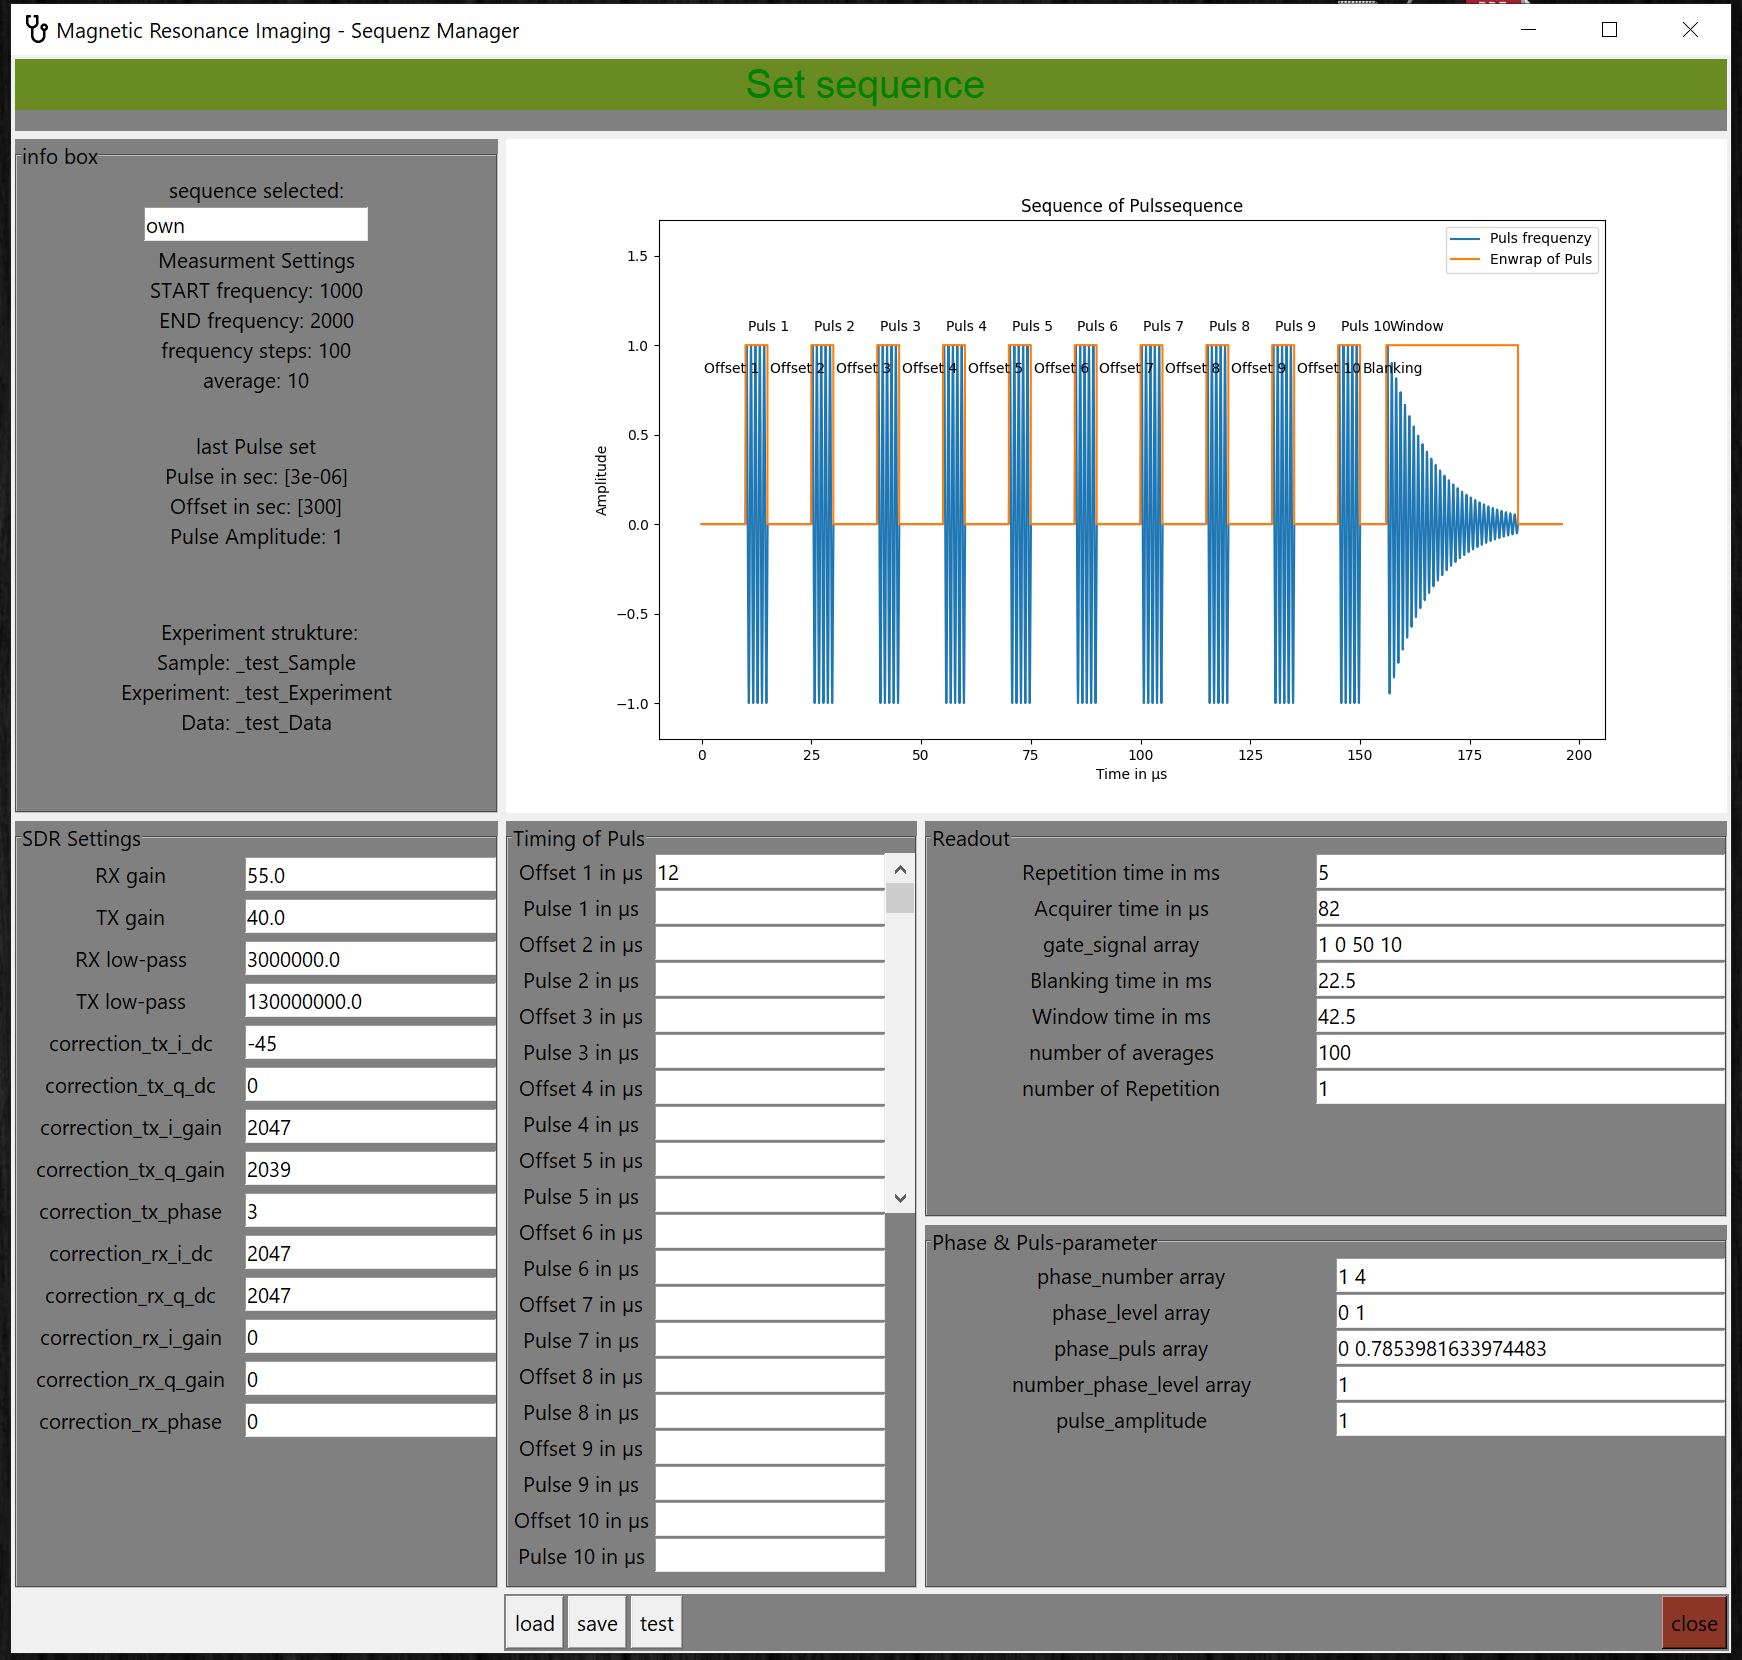 Magnetic Resonance Imaging - Sequenz Manager
Set sequence
info box
sequence selected:
own
Measurment Settings
START frequency: 1000
END frequency: 2000
frequency steps: 100
average: 10
last Pulse set
Pulse in sec: [3e-06]
Offset in sec: [300]
Pulse Amplitude: 1
Experiment strukture:
Sample: _test_Sample
Experiment: _test_Experiment
Data: _test_Data
Sequence of Pulssequence
Puls frequenzy
Enwrap of Puls
Puls 1 Puls 2 Puls 3 Puls 4 Puls 5 Puls 6 Puls 7 Puls 8 Puls 9 Puls 10 Window
Offset 1 Offset 2 Offset 3 Offset 4 Offset 5 Offset 6 Offset 7 Offset 8 Offset 9 Offset 10 Blanking
1.5
1.0
0.5
0.0
−0.5
−1.0
Amplitude
0 25 50 75 100 125 150 175 200
Time in µs
SDR Settings
RX gain 55.0
TX gain 40.0
RX low-pass 3000000.0
TX low-pass 130000000.0
correction_tx_i_dc -45
correction_tx_q_dc 0
correction_tx_i_gain 2047
correction_tx_q_gain 2039
correction_tx_phase 3
correction_rx_i_dc 2047
correction_rx_q_dc 2047
correction_rx_i_gain 0
correction_rx_q_gain 0
correction_rx_phase 0
Timing of Puls
Offset 1 in µs 12
Pulse 1 in µs
Offset 2 in µs
Pulse 2 in µs
Offset 3 in µs
Pulse 3 in µs
Offset 4 in µs
Pulse 4 in µs
Offset 5 in µs
Pulse 5 in µs
Offset 6 in µs
Pulse 6 in µs
Offset 7 in µs
Pulse 7 in µs
Offset 8 in µs
Pulse 8 in µs
Offset 9 in µs
Pulse 9 in µs
Offset 10 in µs
Pulse 10 in µs
Readout
Repetition time in ms 5
Acquirer time in µs 82
gate_signal array 1 0 50 10
Blanking time in ms 22.5
Window time in ms 42.5
number of averages 100
number of Repetition 1
Phase & Puls-parameter
phase_number array 1 4
phase_level array 0 1
phase_puls array 0 0.7853981633974483
number_phase_level array 1
pulse_amplitude 1
load save test close